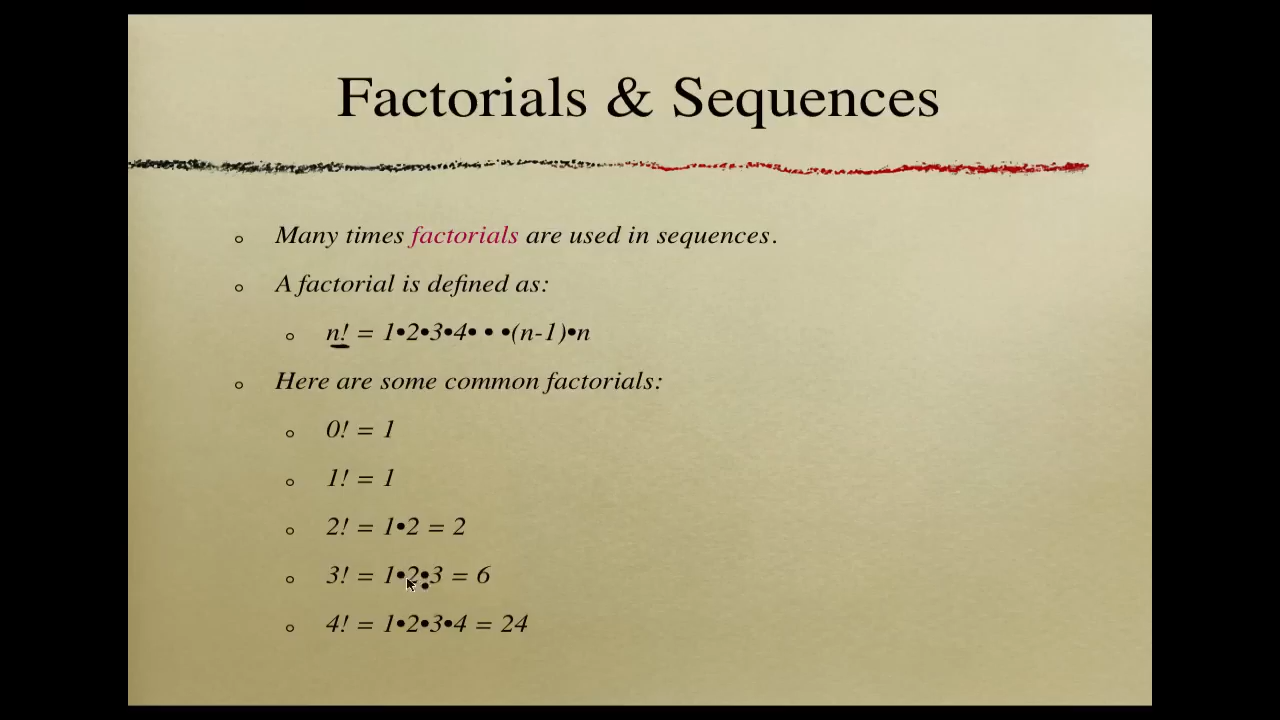 Factorials & Sequences
Many times factorials are used in sequences.
A factorial is defined as:
n! = 1•2•3•4• • •(n-1)•n
Here are some common factorials:
0! = 1
1! = 1
2! = 1•2 = 2
3! = 1•2•3 = 6
4! = 1•2•3•4 = 24